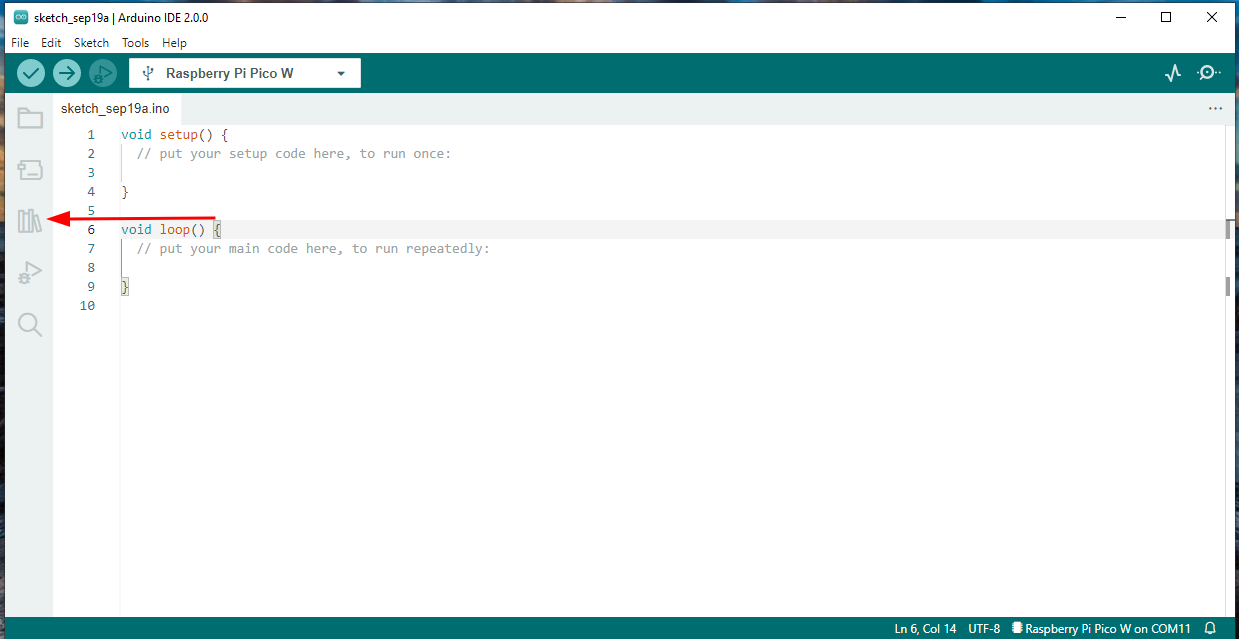 sketch_sep19a | Arduino IDE 2.0.0
File Edit Sketch Tools Help
Raspberry Pi Pico W
sketch_sep19a.ino
1 void setup() {
2 // put your setup code here, to run once:
3
4 }
5
6 void loop() {
7 // put your main code here, to run repeatedly:
8
9 }
10
Ln 6, Col 14 UTF-8 Raspberry Pi Pico W on COM11